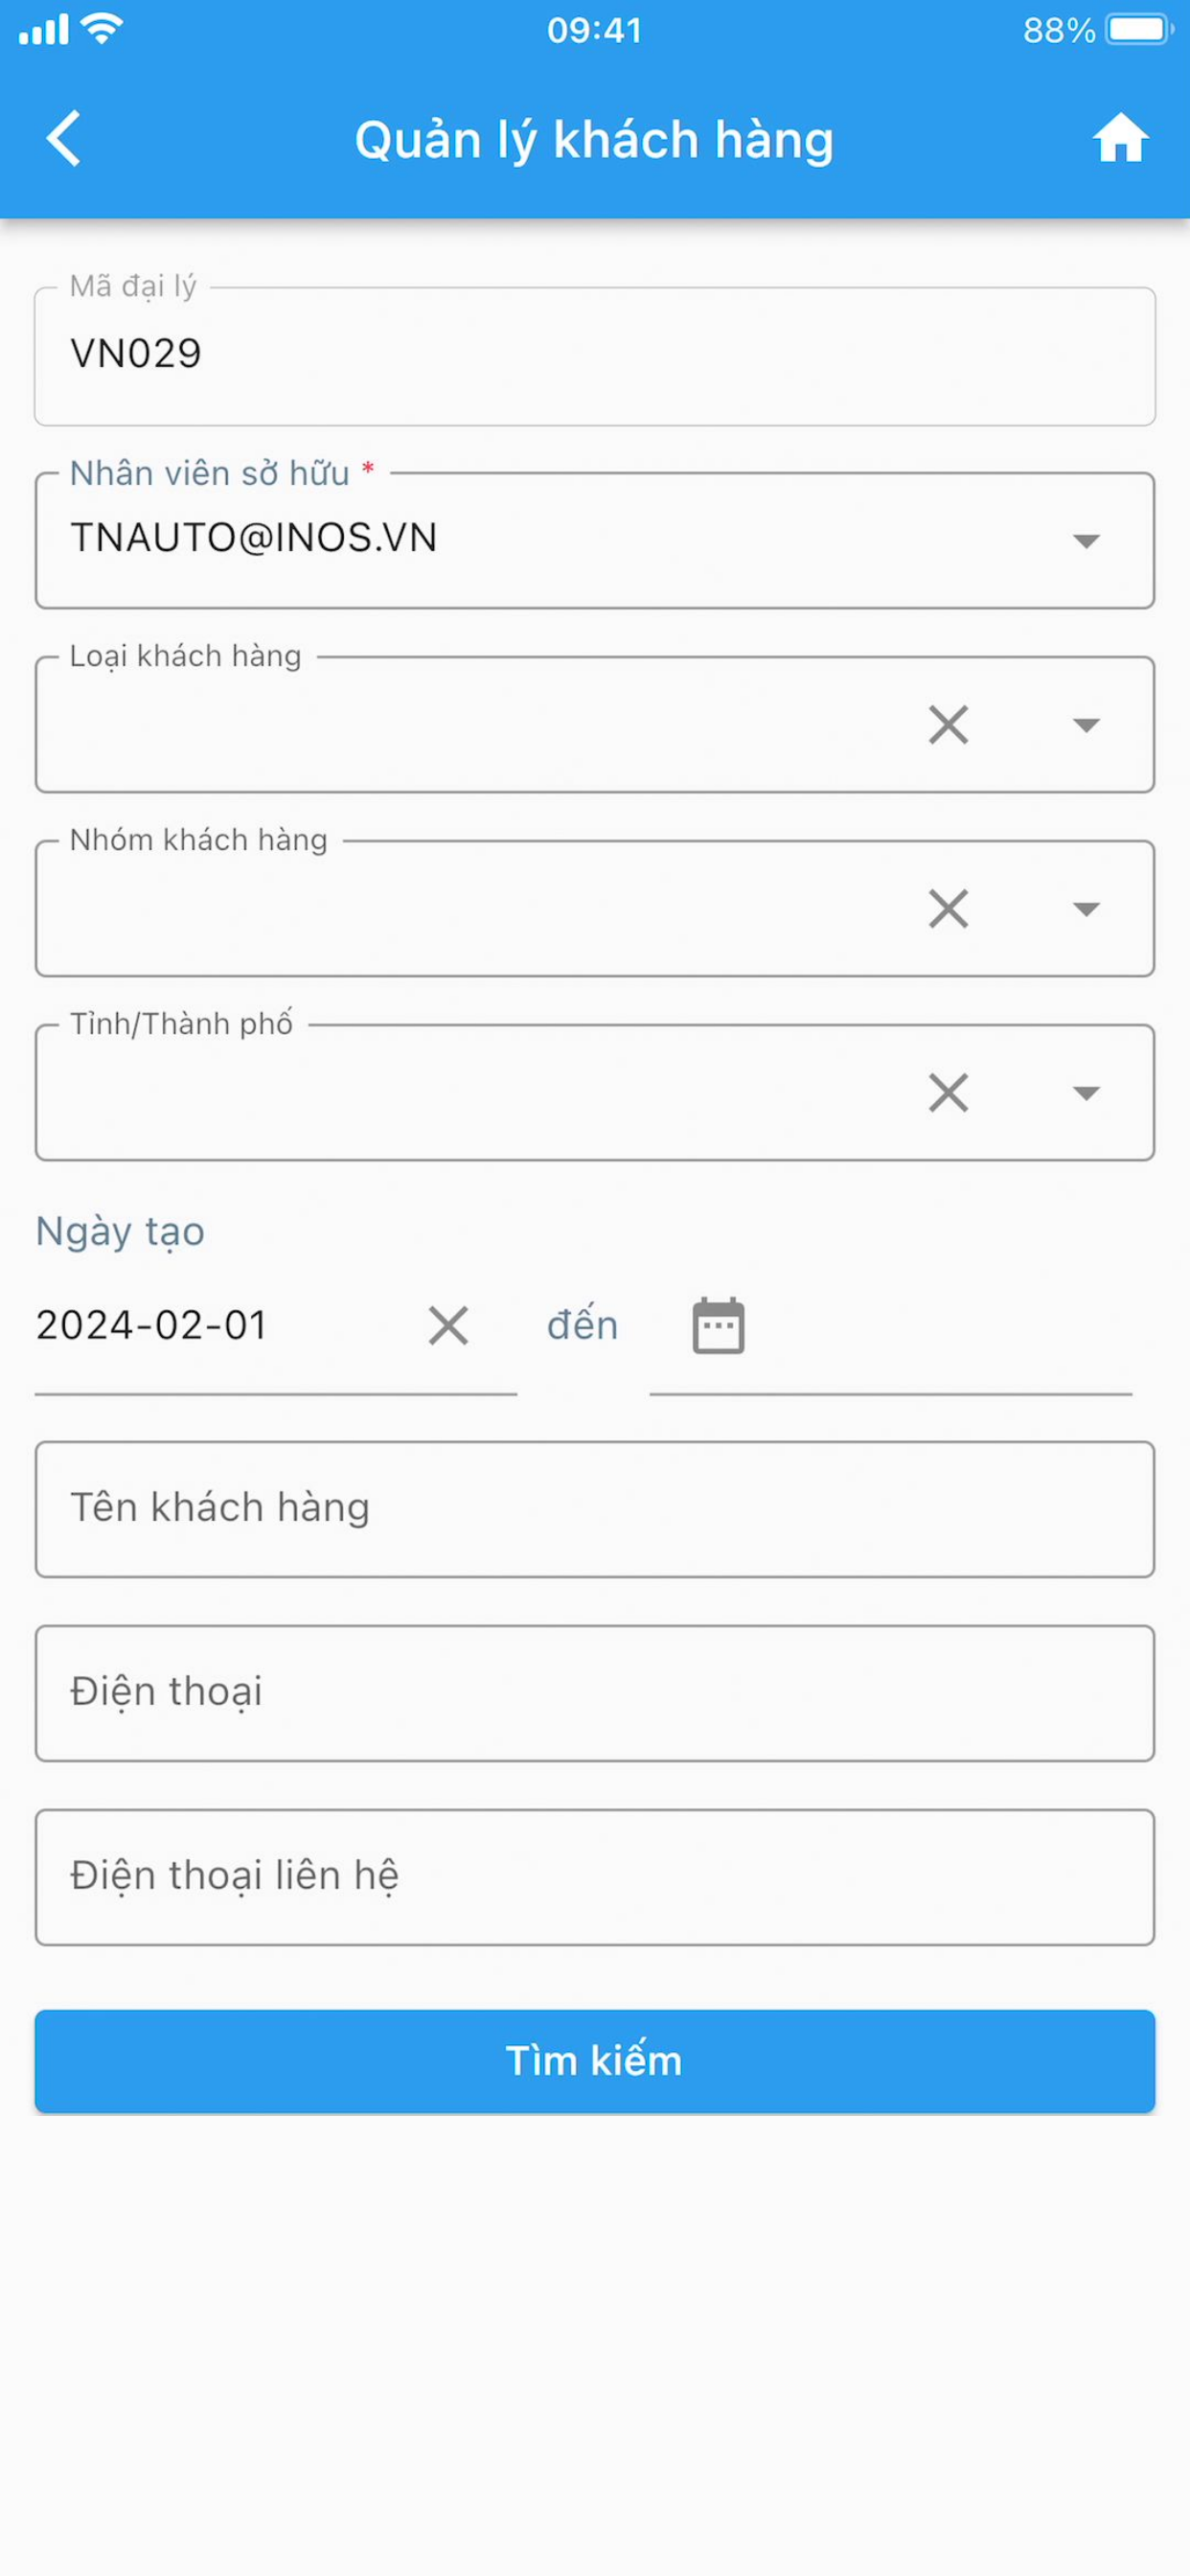 09:41
88%
Quản lý khách hàng
Mã đại lý
VN029
Nhân viên sở hữu *
TNAUTO@INOS.VN
Loại khách hàng
Nhóm khách hàng
Tỉnh/Thành phố
Ngày tạo
2024-02-01 đến
Tên khách hàng
Điện thoại
Điện thoại liên hệ
Tìm kiếm